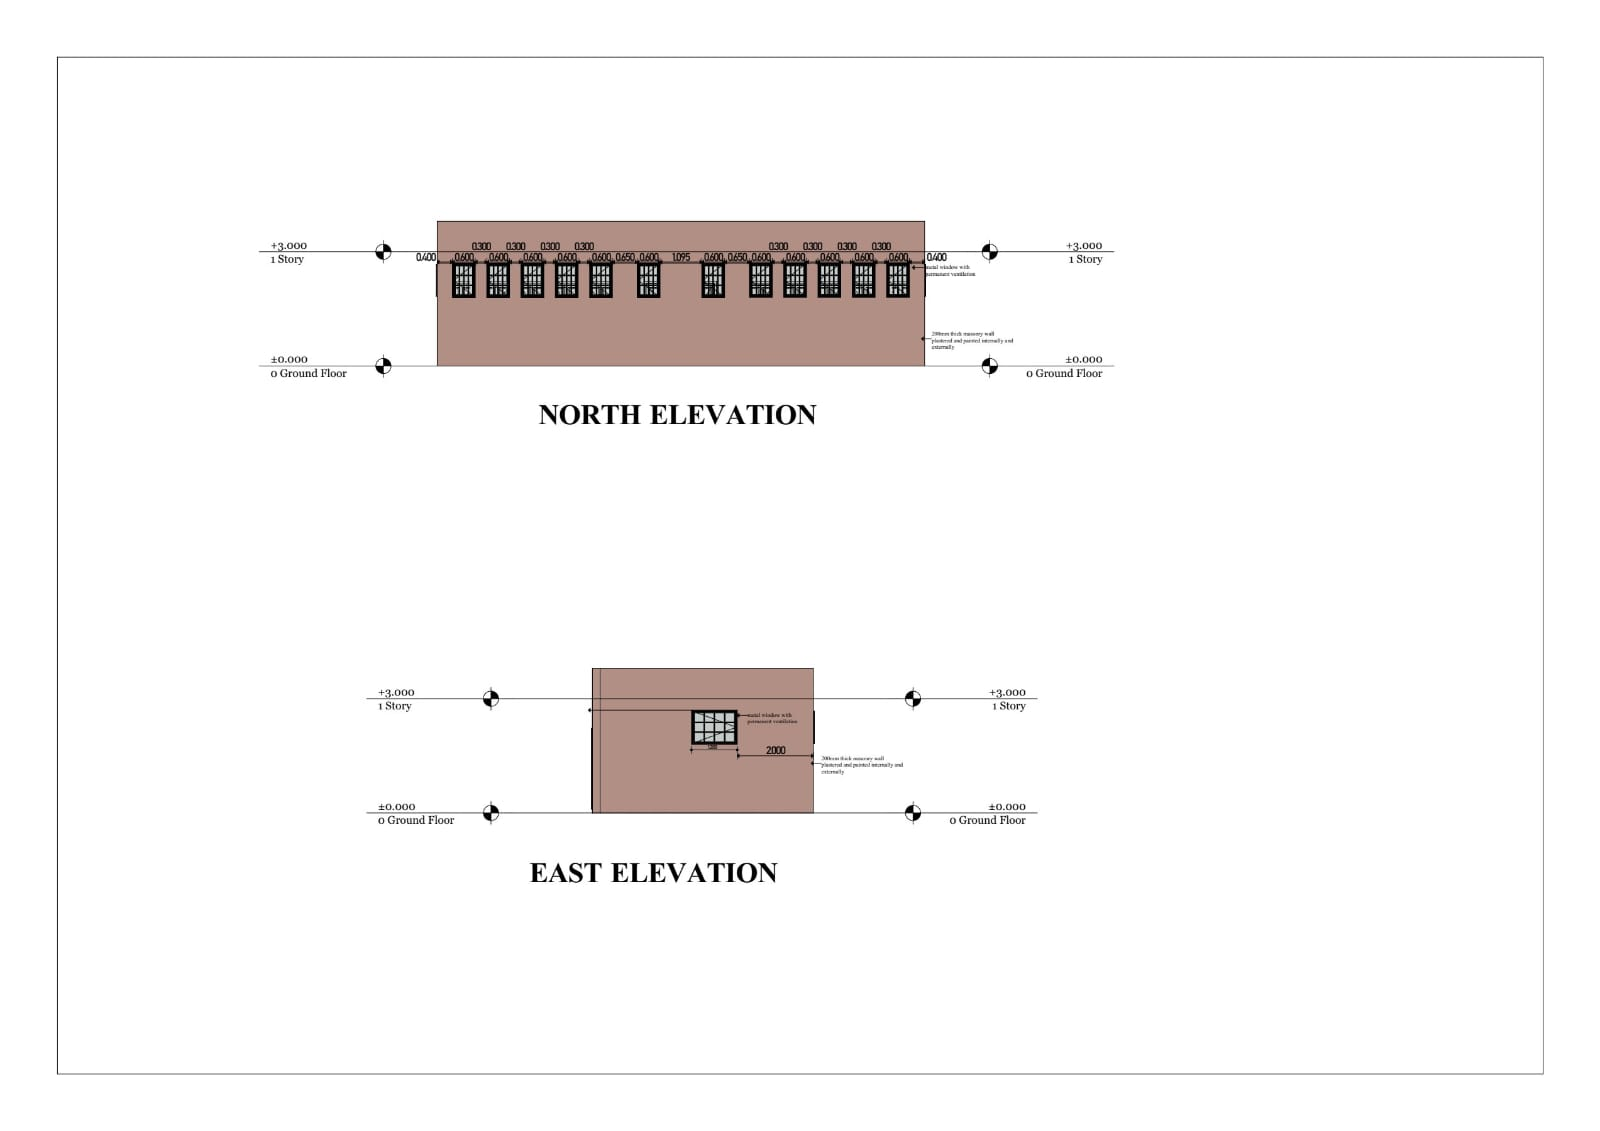 0.300 0.300 0.300 0.300 0.300 0.300 0.300 0.300
+3.000 +3.000
1 Story 1 Story
0.400 0.600 0.600 0.600 0.600 0.600 0.650 0.600 1.095 0.600 0.650 0.600 0.600 0.600 0.600 0.600 0.400
metal window with
permanent ventilation
200mm thick masonry wall
plastered and painted internally and
externally
±0.000 ±0.000
0 Ground Floor 0 Ground Floor
NORTH ELEVATION
+3.000 +3.000
1 Story 1 Story
metal window with
permanent ventilation
2.000
200mm thick masonry wall
plastered and painted internally and
externally
±0.000 ±0.000
0 Ground Floor 0 Ground Floor
EAST ELEVATION